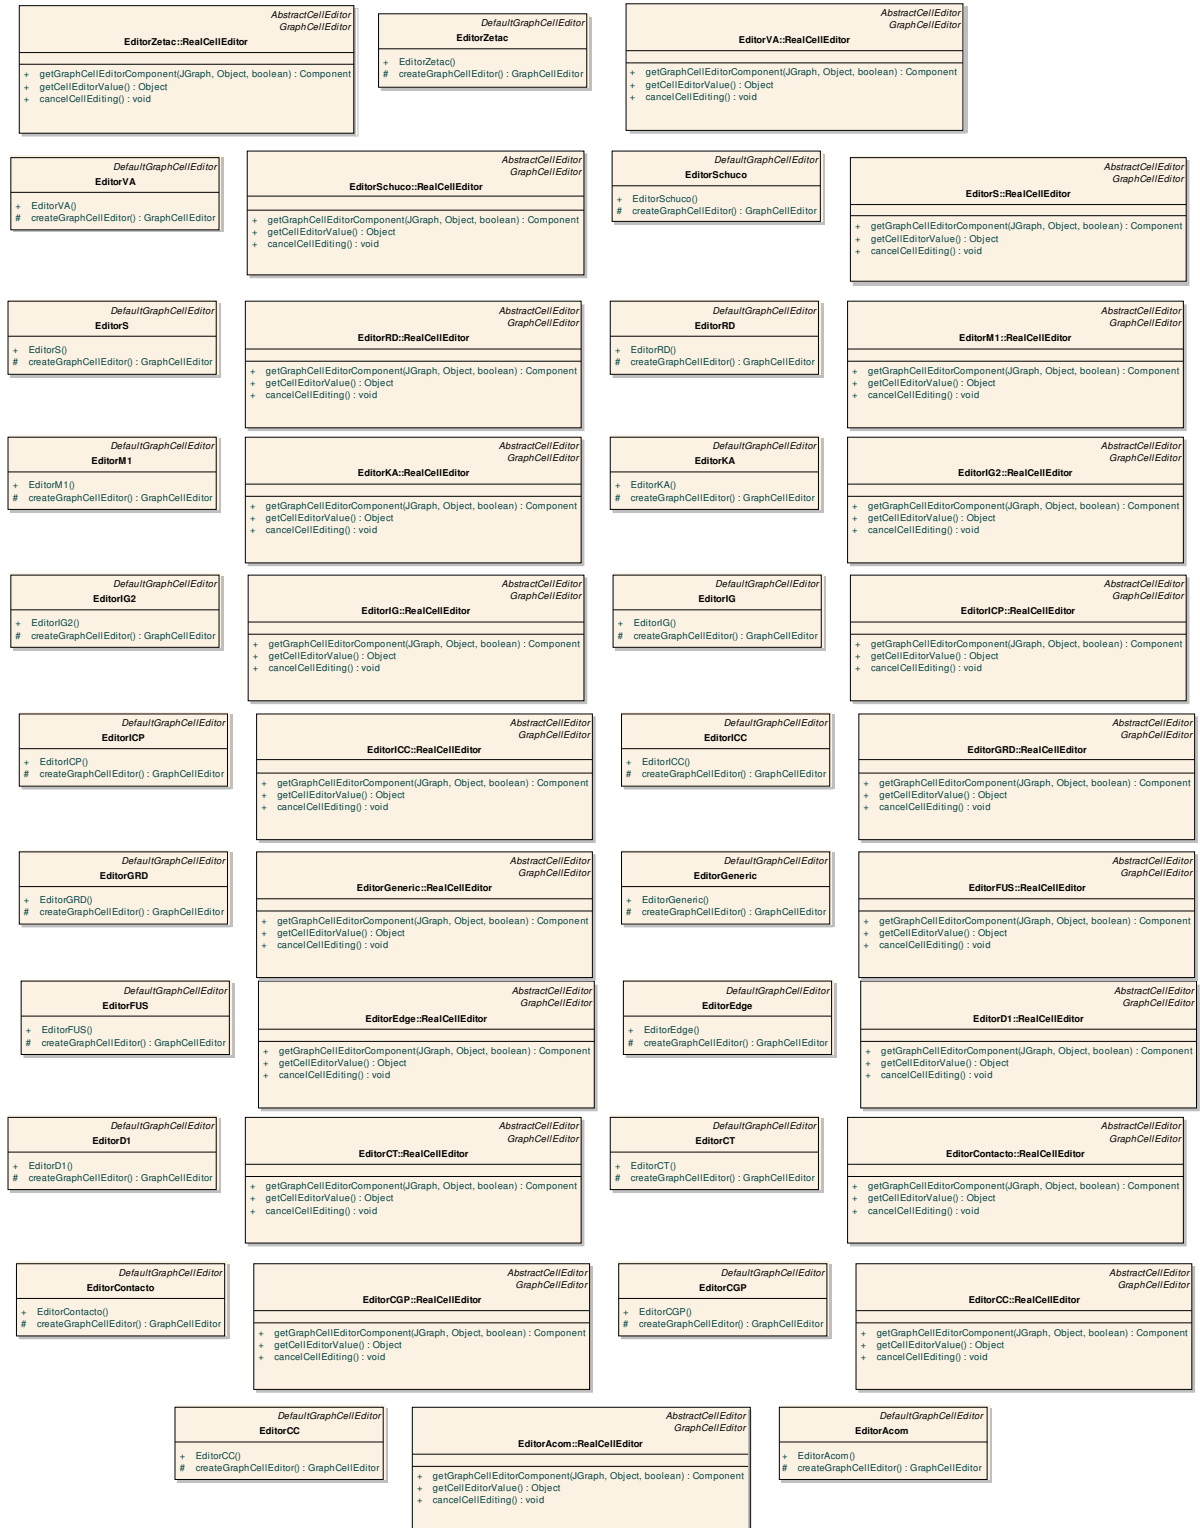 AbstractCellEditor
GraphCellEditor
EditorZetac::RealCellEditor
+ getGraphCellEditorComponent(JGraph, Object, boolean) : Component
+ getCellEditorValue() : Object
+ cancelCellEditing() : void
DefaultGraphCellEditor
EditorZetac
+ EditorZetac()
# createGraphCellEditor() : GraphCellEditor
AbstractCellEditor
GraphCellEditor
EditorVA::RealCellEditor
+ getGraphCellEditorComponent(JGraph, Object, boolean) : Component
+ getCellEditorValue() : Object
+ cancelCellEditing() : void
DefaultGraphCellEditor
EditorVA
+ EditorVA()
# createGraphCellEditor() : GraphCellEditor
AbstractCellEditor
GraphCellEditor
EditorSchuco::RealCellEditor
+ getGraphCellEditorComponent(JGraph, Object, boolean) : Component
+ getCellEditorValue() : Object
+ cancelCellEditing() : void
DefaultGraphCellEditor
EditorSchuco
+ EditorSchuco()
# createGraphCellEditor() : GraphCellEditor
AbstractCellEditor
GraphCellEditor
EditorS::RealCellEditor
+ getGraphCellEditorComponent(JGraph, Object, boolean) : Component
+ getCellEditorValue() : Object
+ cancelCellEditing() : void
DefaultGraphCellEditor
EditorS
+ EditorS()
# createGraphCellEditor() : GraphCellEditor
AbstractCellEditor
GraphCellEditor
EditorRD::RealCellEditor
+ getGraphCellEditorComponent(JGraph, Object, boolean) : Component
+ getCellEditorValue() : Object
+ cancelCellEditing() : void
DefaultGraphCellEditor
EditorRD
+ EditorRD()
# createGraphCellEditor() : GraphCellEditor
AbstractCellEditor
GraphCellEditor
EditorM1::RealCellEditor
+ getGraphCellEditorComponent(JGraph, Object, boolean) : Component
+ getCellEditorValue() : Object
+ cancelCellEditing() : void
DefaultGraphCellEditor
EditorM1
+ EditorM1()
# createGraphCellEditor() : GraphCellEditor
AbstractCellEditor
GraphCellEditor
EditorKA::RealCellEditor
+ getGraphCellEditorComponent(JGraph, Object, boolean) : Component
+ getCellEditorValue() : Object
+ cancelCellEditing() : void
DefaultGraphCellEditor
EditorKA
+ EditorKA()
# createGraphCellEditor() : GraphCellEditor
AbstractCellEditor
GraphCellEditor
EditorIG2::RealCellEditor
+ getGraphCellEditorComponent(JGraph, Object, boolean) : Component
+ getCellEditorValue() : Object
+ cancelCellEditing() : void
DefaultGraphCellEditor
EditorIG2
+ EditorIG2()
# createGraphCellEditor() : GraphCellEditor
AbstractCellEditor
GraphCellEditor
EditorIG::RealCellEditor
+ getGraphCellEditorComponent(JGraph, Object, boolean) : Component
+ getCellEditorValue() : Object
+ cancelCellEditing() : void
DefaultGraphCellEditor
EditorIG
+ EditorIG()
# createGraphCellEditor() : GraphCellEditor
AbstractCellEditor
GraphCellEditor
EditorICP::RealCellEditor
+ getGraphCellEditorComponent(JGraph, Object, boolean) : Component
+ getCellEditorValue() : Object
+ cancelCellEditing() : void
DefaultGraphCellEditor
EditorICP
+ EditorICP()
# createGraphCellEditor() : GraphCellEditor
AbstractCellEditor
GraphCellEditor
EditorICC::RealCellEditor
+ getGraphCellEditorComponent(JGraph, Object, boolean) : Component
+ getCellEditorValue() : Object
+ cancelCellEditing() : void
DefaultGraphCellEditor
EditorICC
+ EditorICC()
# createGraphCellEditor() : GraphCellEditor
AbstractCellEditor
GraphCellEditor
EditorGRD::RealCellEditor
+ getGraphCellEditorComponent(JGraph, Object, boolean) : Component
+ getCellEditorValue() : Object
+ cancelCellEditing() : void
DefaultGraphCellEditor
EditorGRD
+ EditorGRD()
# createGraphCellEditor() : GraphCellEditor
AbstractCellEditor
GraphCellEditor
EditorGeneric::RealCellEditor
+ getGraphCellEditorComponent(JGraph, Object, boolean) : Component
+ getCellEditorValue() : Object
+ cancelCellEditing() : void
DefaultGraphCellEditor
EditorGeneric
+ EditorGeneric()
# createGraphCellEditor() : GraphCellEditor
AbstractCellEditor
GraphCellEditor
EditorFUS::RealCellEditor
+ getGraphCellEditorComponent(JGraph, Object, boolean) : Component
+ getCellEditorValue() : Object
+ cancelCellEditing() : void
DefaultGraphCellEditor
EditorFUS
+ EditorFUS()
# createGraphCellEditor() : GraphCellEditor
AbstractCellEditor
GraphCellEditor
EditorEdge::RealCellEditor
+ getGraphCellEditorComponent(JGraph, Object, boolean) : Component
+ getCellEditorValue() : Object
+ cancelCellEditing() : void
DefaultGraphCellEditor
EditorEdge
+ EditorEdge()
# createGraphCellEditor() : GraphCellEditor
AbstractCellEditor
GraphCellEditor
EditorD1::RealCellEditor
+ getGraphCellEditorComponent(JGraph, Object, boolean) : Component
+ getCellEditorValue() : Object
+ cancelCellEditing() : void
DefaultGraphCellEditor
EditorD1
+ EditorD1()
# createGraphCellEditor() : GraphCellEditor
AbstractCellEditor
GraphCellEditor
EditorCT::RealCellEditor
+ getGraphCellEditorComponent(JGraph, Object, boolean) : Component
+ getCellEditorValue() : Object
+ cancelCellEditing() : void
DefaultGraphCellEditor
EditorCT
+ EditorCT()
# createGraphCellEditor() : GraphCellEditor
AbstractCellEditor
GraphCellEditor
EditorContacto::RealCellEditor
+ getGraphCellEditorComponent(JGraph, Object, boolean) : Component
+ getCellEditorValue() : Object
+ cancelCellEditing() : void
DefaultGraphCellEditor
EditorContacto
+ EditorContacto()
# createGraphCellEditor() : GraphCellEditor
AbstractCellEditor
GraphCellEditor
EditorCGP::RealCellEditor
+ getGraphCellEditorComponent(JGraph, Object, boolean) : Component
+ getCellEditorValue() : Object
+ cancelCellEditing() : void
DefaultGraphCellEditor
EditorCGP
+ EditorCGP()
# createGraphCellEditor() : GraphCellEditor
AbstractCellEditor
GraphCellEditor
EditorCC::RealCellEditor
+ getGraphCellEditorComponent(JGraph, Object, boolean) : Component
+ getCellEditorValue() : Object
+ cancelCellEditing() : void
DefaultGraphCellEditor
EditorCC
+ EditorCC()
# createGraphCellEditor() : GraphCellEditor
AbstractCellEditor
GraphCellEditor
EditorAcom::RealCellEditor
+ getGraphCellEditorComponent(JGraph, Object, boolean) : Component
+ getCellEditorValue() : Object
+ cancelCellEditing() : void
DefaultGraphCellEditor
EditorAcom
+ EditorAcom()
# createGraphCellEditor() : GraphCellEditor